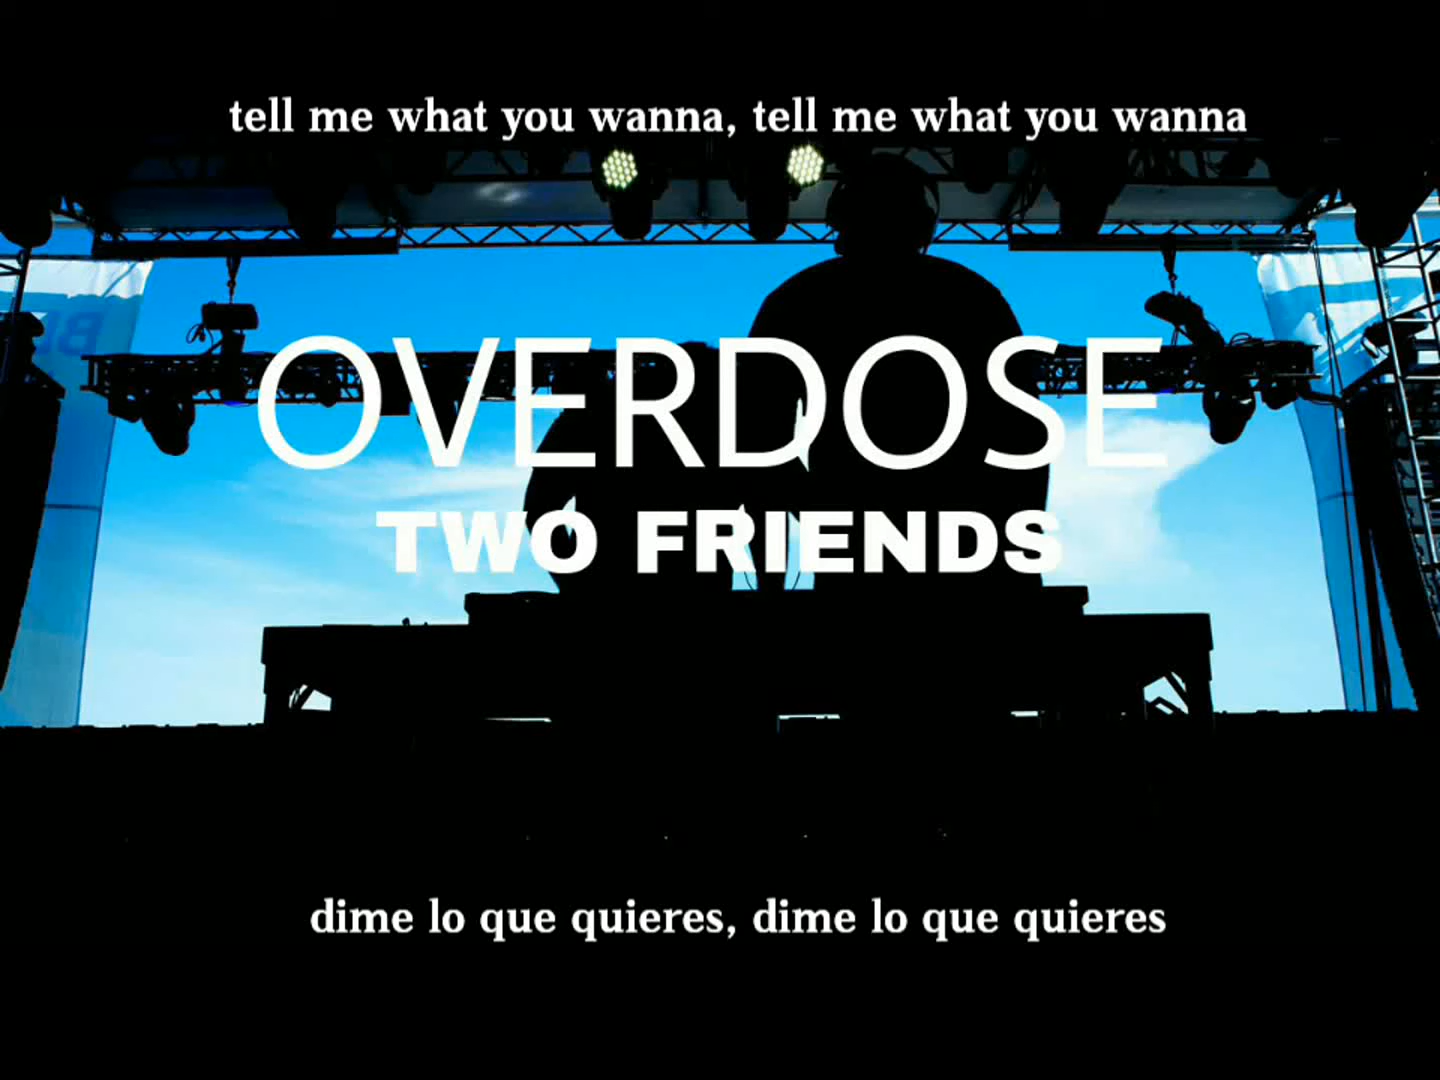 tell me what you wanna, tell me what you wanna
OVERDOSE
TWO FRIENDS
dime lo que quieres, dime lo que quieres